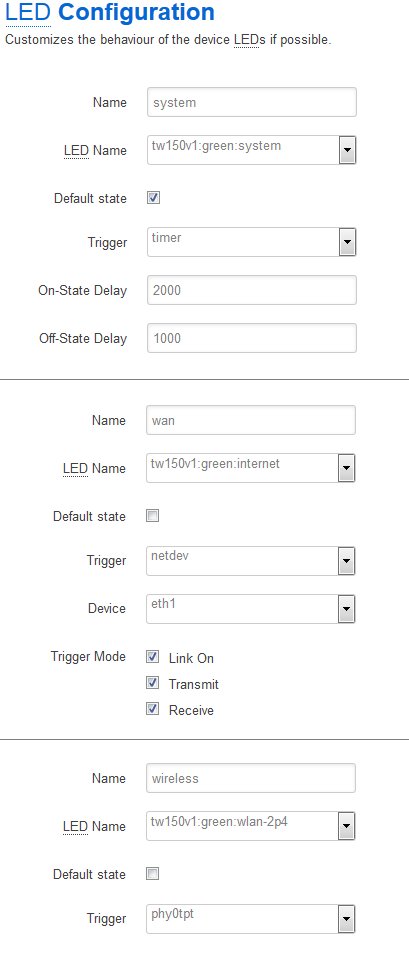 LED Configuration
Customizes the behaviour of the device LEDs if possible.
Name system
LED Name tw150v1:green:system
Default state
Trigger timer
On-State Delay 2000
Off-State Delay 1000
Name wan
LED Name tw150v1:green:internet
Default state
Trigger netdev
Device eth1
Trigger Mode Link On
Transmit
Receive
Name wireless
LED Name tw150v1:green:wlan-2p4
Default state
Trigger phy0tpt